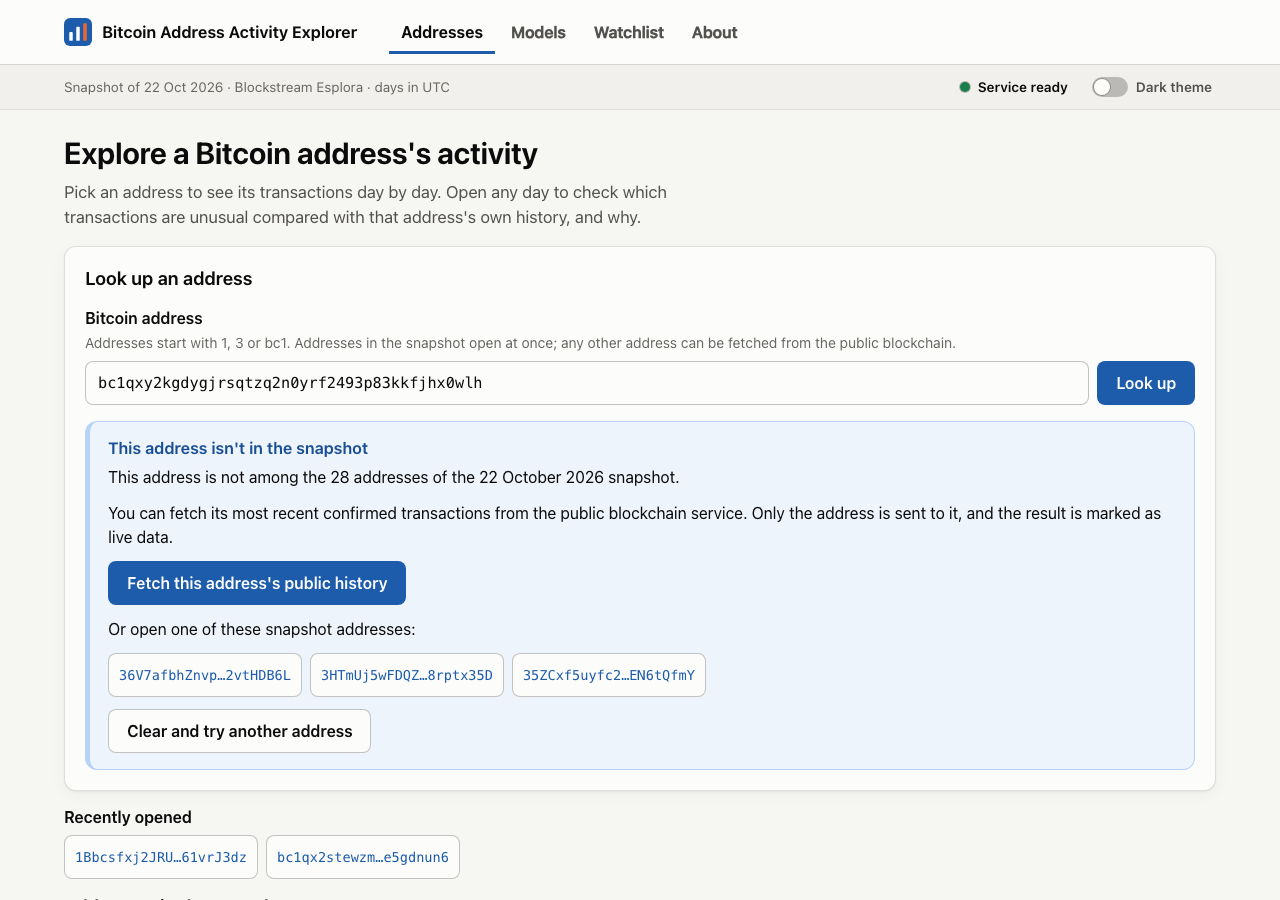 Bitcoin Address Activity Explorer
Addresses
Models
Watchlist
About
Snapshot of 22 Oct 2026 · Blockstream Esplora · days in UTC
Service ready
Dark theme
Explore a Bitcoin address's activity
Pick an address to see its transactions day by day. Open any day to check which
transactions are unusual compared with that address's own history, and why.
Look up an address
Bitcoin address
Addresses start with 1, 3 or bc1. Addresses in the snapshot open at once; any other address can be fetched from the public blockchain.
bc1qxy2kgdygjrsqtzq2n0yrf2493p83kkfjhx0wlh
Look up
This address isn't in the snapshot
This address is not among the 28 addresses of the 22 October 2026 snapshot.
You can fetch its most recent confirmed transactions from the public blockchain service. Only the address is sent to it, and the result is marked as
live data.
Fetch this address's public history
Or open one of these snapshot addresses:
36V7afbhZnvp…2vtHDB6L
3HTmUj5wFDQZ…8rptx35D
35ZCxf5uyfc2…EN6tQfmY
Clear and try another address
Recently opened
1Bbcsfxj2JRU…61vrJ3dz
bc1qx2stewzm…e5gdnun6